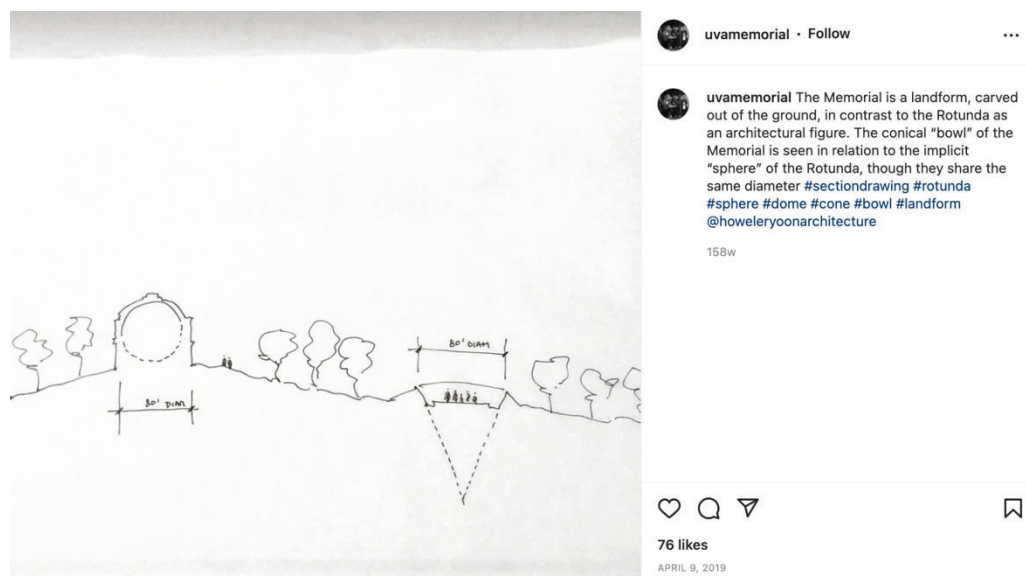 uvamemorial • Follow
uvamemorial The Memorial is a landform, carved
out of the ground, in contrast to the Rotunda as
an architectural figure. The conical “bowl” of the
Memorial is seen in relation to the implicit
“sphere” of the Rotunda, though they share the
same diameter #sectiondrawing #rotunda
#sphere #dome #cone #bowl #landform
@howeleryoonarchitecture
158w
80' DIAM
80' DIAM
76 likes
APRIL 9, 2019